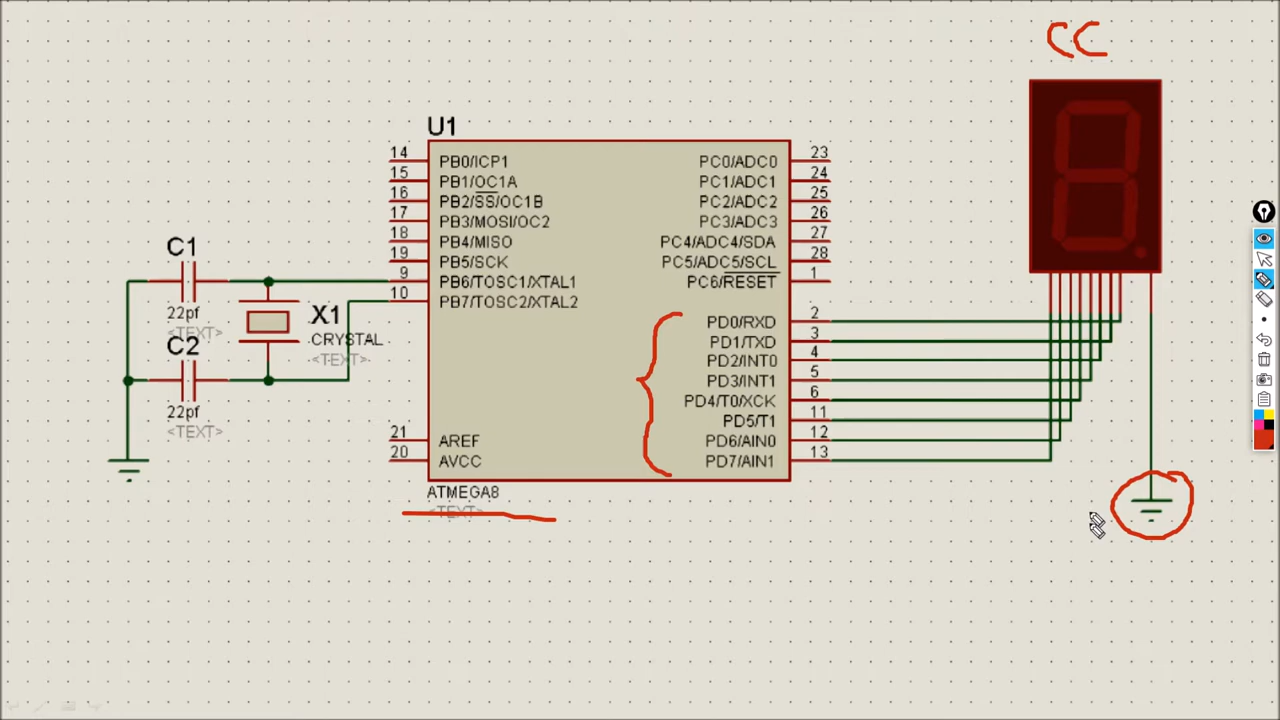 CC
U1
14 PB0/ICP1 PC0/ADC0 23
15 PB1/OC1A PC1/ADC1 24
16 PB2/SS/OC1B PC2/ADC2 25
17 PB3/MOSI/OC2 PC3/ADC3 26
18 PB4/MISO PC4/ADC4/SDA 27
19 PB5/SCK PC5/ADC5/SCL 28
9 PB6/TOSC1/XTAL1 PC6/RESET 1
10 PB7/TOSC2/XTAL2
PD0/RXD 2
PD1/TXD 3
PD2/INT0 4
PD3/INT1 5
PD4/T0/XCK 6
PD5/T1 11
21 AREF PD6/AIN0 12
20 AVCC PD7/AIN1 13
ATMEGA8
<TEXT>
C1
22pf
<TEXT>
C2
22pf
<TEXT>
X1
CRYSTAL
<TEXT>